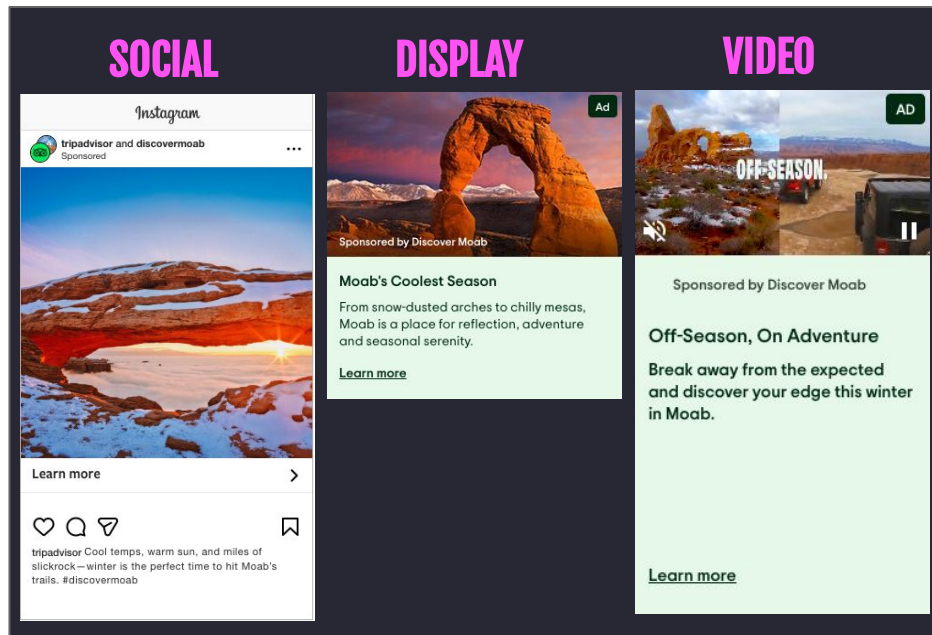 SOCIAL
DISPLAY
VIDEO
Instagram
tripadvisor and discovermoab
Sponsored
Learn more
tripadvisor Cool temps, warm sun, and miles of
slickrock—winter is the perfect time to hit Moab's
trails. #discovermoab
Ad
Sponsored by Discover Moab
Moab's Coolest Season
From snow-dusted arches to chilly mesas,
Moab is a place for reflection, adventure
and seasonal serenity.
Learn more
AD
OFF-SEASON.
Sponsored by Discover Moab
Off-Season, On Adventure
Break away from the expected
and discover your edge this winter
in Moab.
Learn more